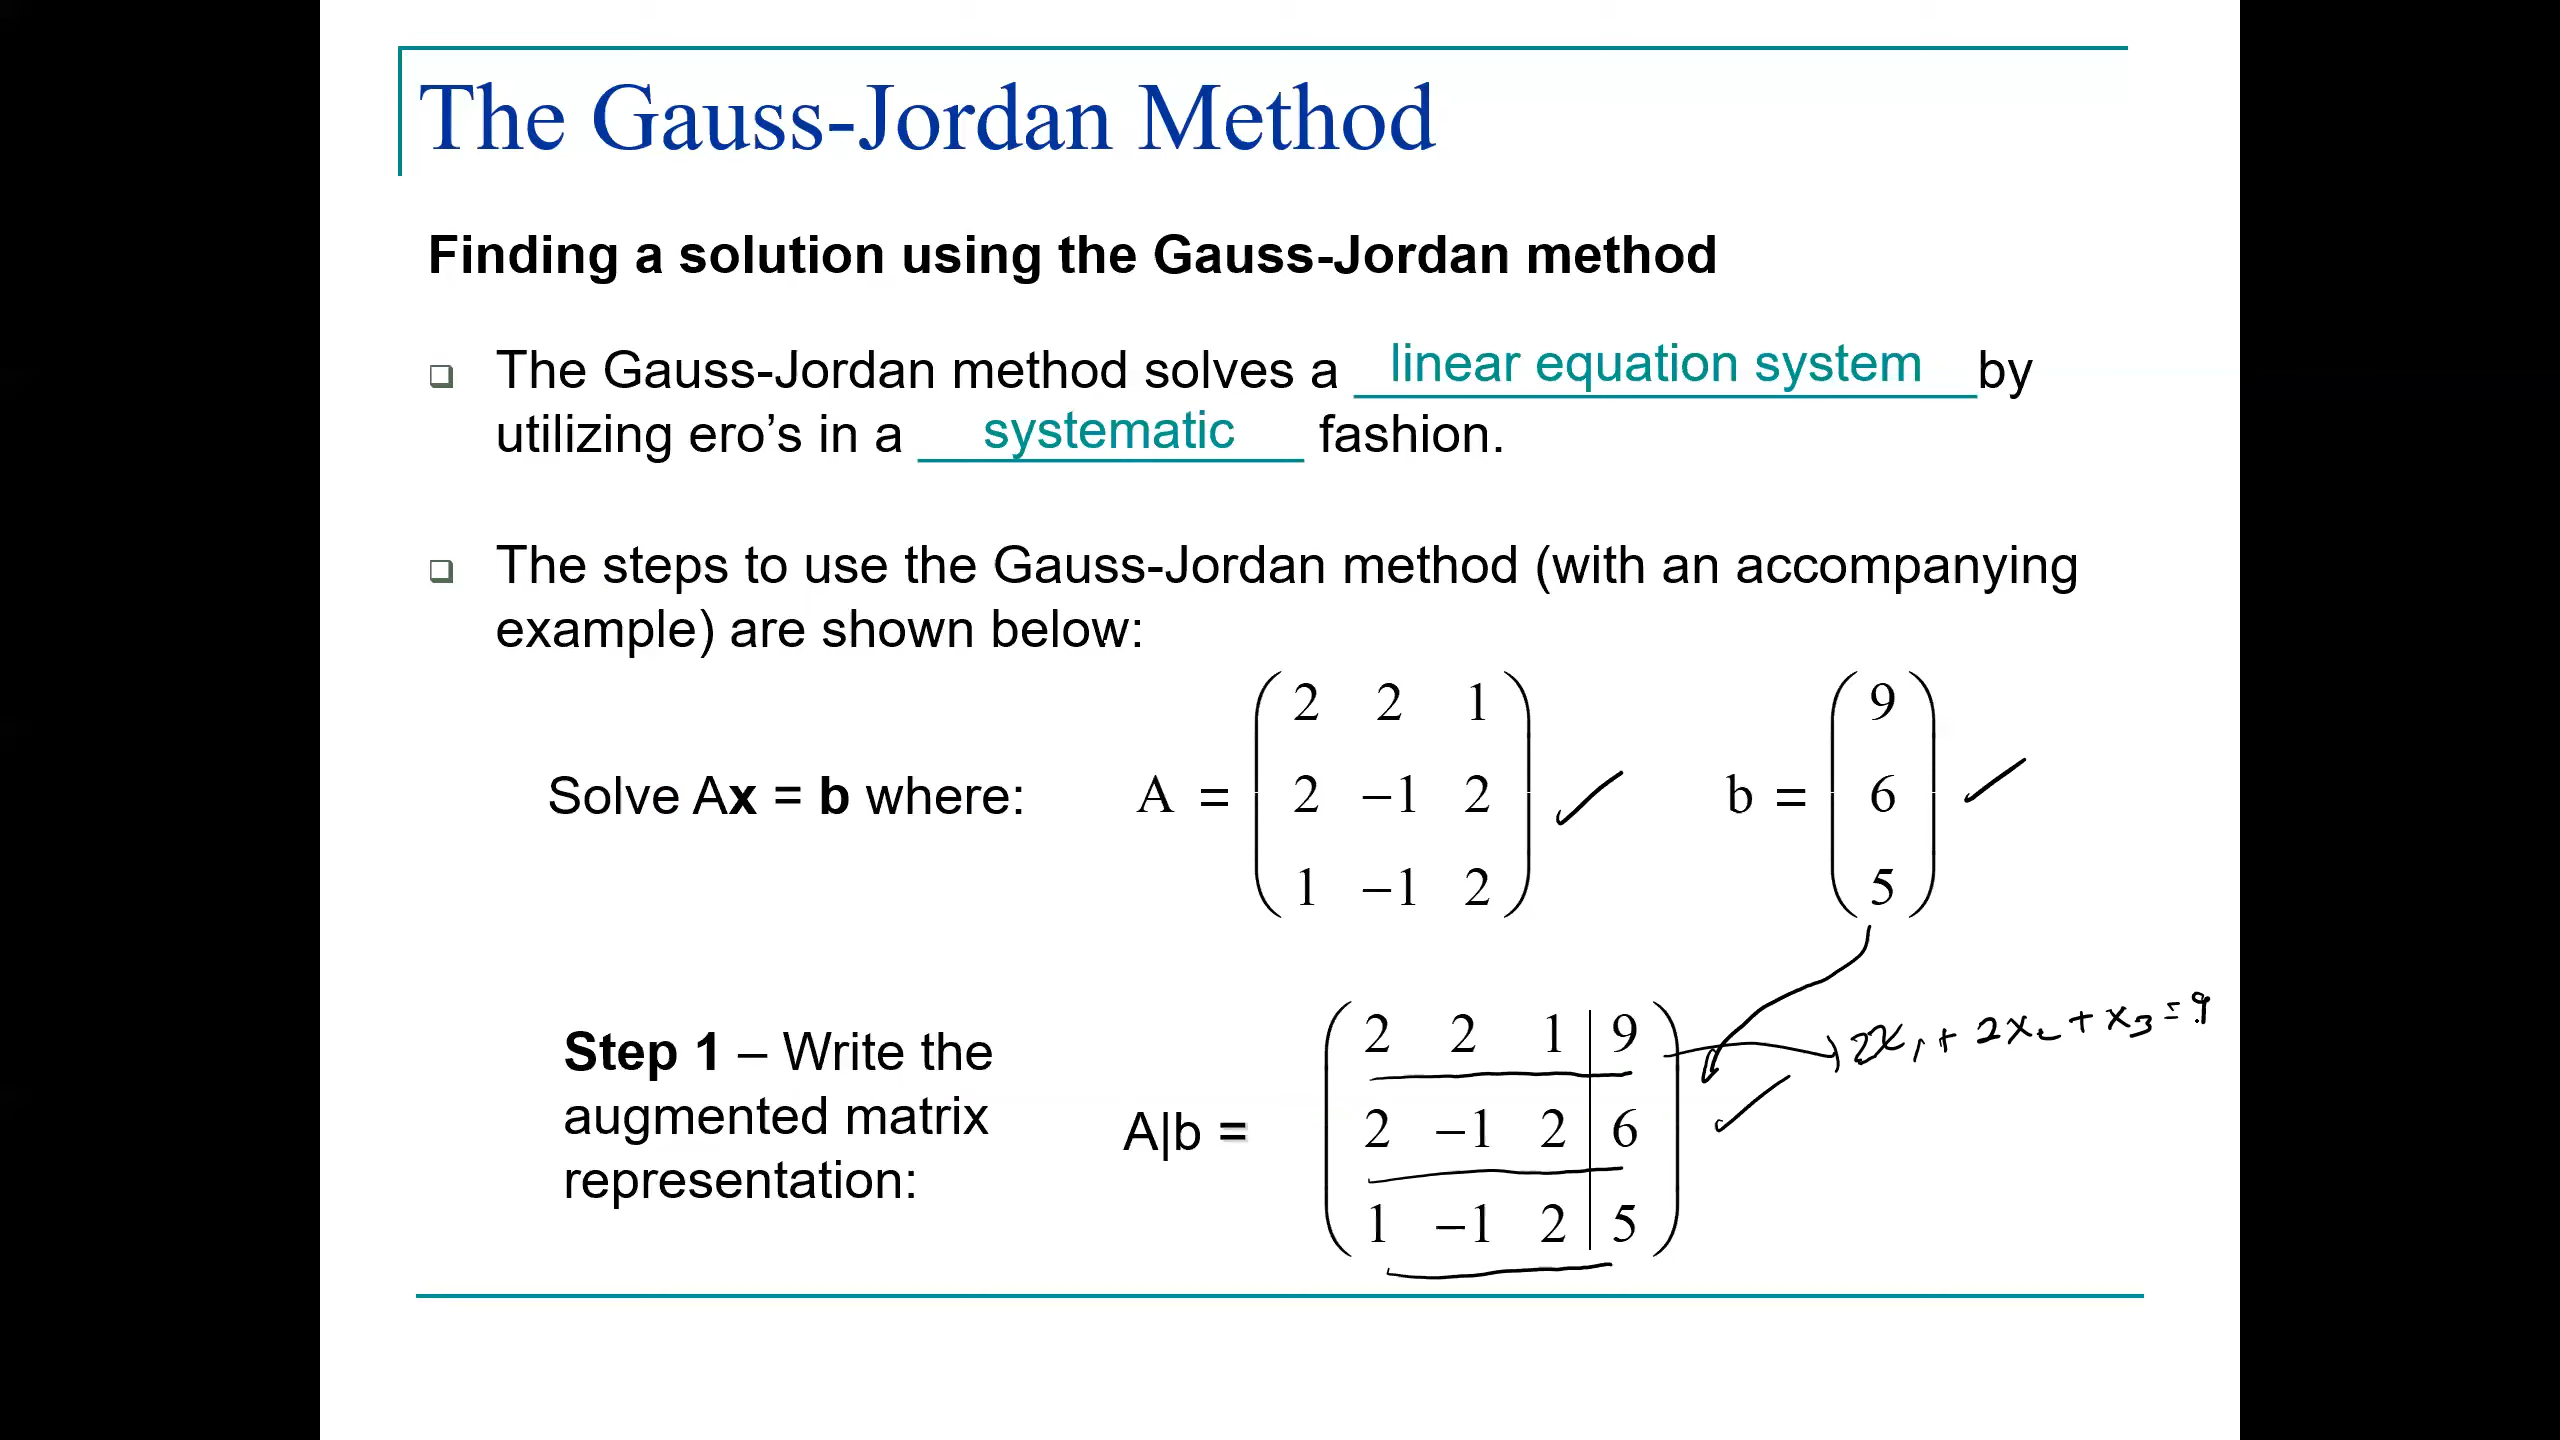 The Gauss-Jordan Method
Finding a solution using the Gauss-Jordan method
❑ The Gauss-Jordan method solves a linear equation system by
utilizing ero’s in a systematic fashion.
❑ The steps to use the Gauss-Jordan method (with an accompanying
example) are shown below:
2 2 1 9
Solve Ax = b where: A = 2 −1 2 b = 6
1 −1 2 5
2 2 1 | 9 2x₁ + 2x₂ + x₃ = 9
Step 1 – Write the
augmented matrix A|b = 2 −1 2 | 6
representation:
1 −1 2 | 5